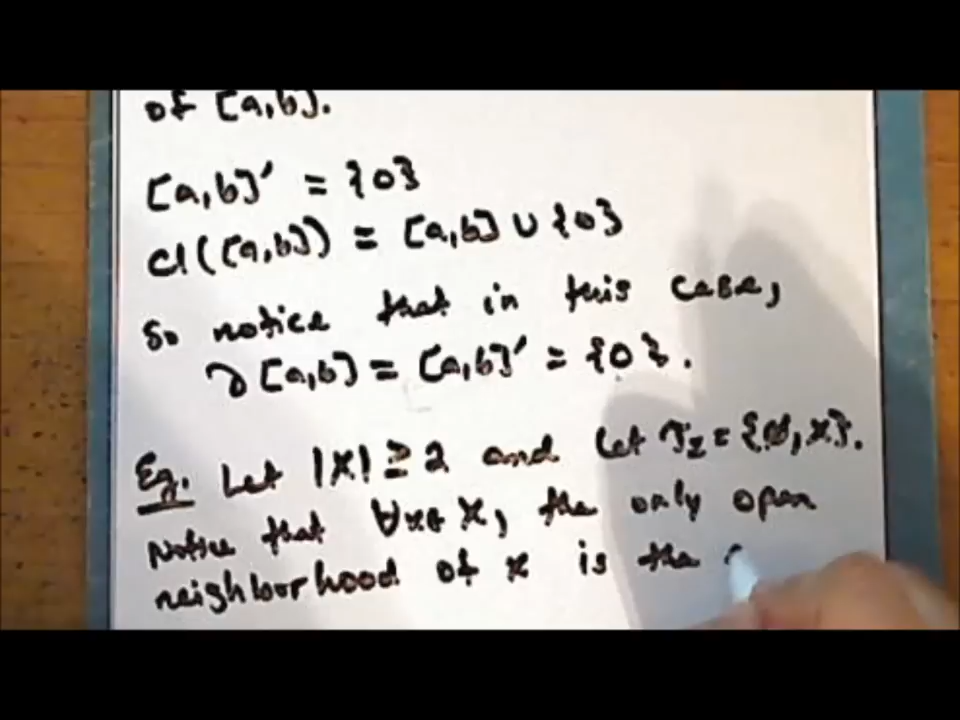 of [a,b].
[a,b]' = {0}
cl([a,b]) = [a,b] ∪ {0}
So notice that in this case,
∂[a,b] = [a,b]' = {0}.
Eg. Let |X| ≥ 2 and let τ_I = {∅, X}.
Notice that ∀x∈X, the only open
neighborhood of x is the